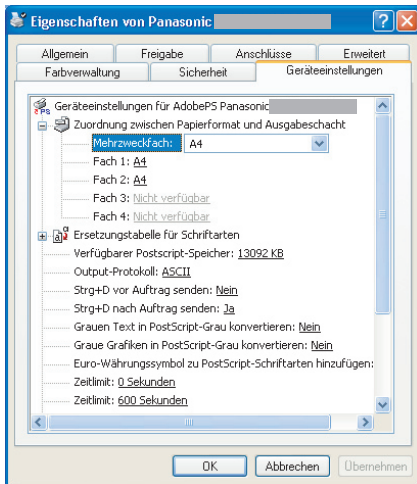 Eigenschaften von Panasonic
Allgemein Freigabe Anschlüsse Erweitert
Farbverwaltung Sicherheit Geräteeinstellungen
Geräteeinstellungen für AdobePS Panasonic
Zuordnung zwischen Papierformat und Ausgabeschacht
Mehrzweckfach: A4
Fach 1: A4
Fach 2: A4
Fach 3: Nicht verfügbar
Fach 4: Nicht verfügbar
Ersetzungstabelle für Schriftarten
Verfügbarer Postscript-Speicher: 13092 KB
Output-Protokoll: ASCII
Strg+D vor Auftrag senden: Nein
Strg+D nach Auftrag senden: Ja
Grauen Text in PostScript-Grau konvertieren: Nein
Graue Grafiken in PostScript-Grau konvertieren: Nein
Euro-Währungssymbol zu PostScript-Schriftarten hinzufügen:
Zeitlimit: 0 Sekunden
Zeitlimit: 600 Sekunden
OK Abbrechen Übernehmen